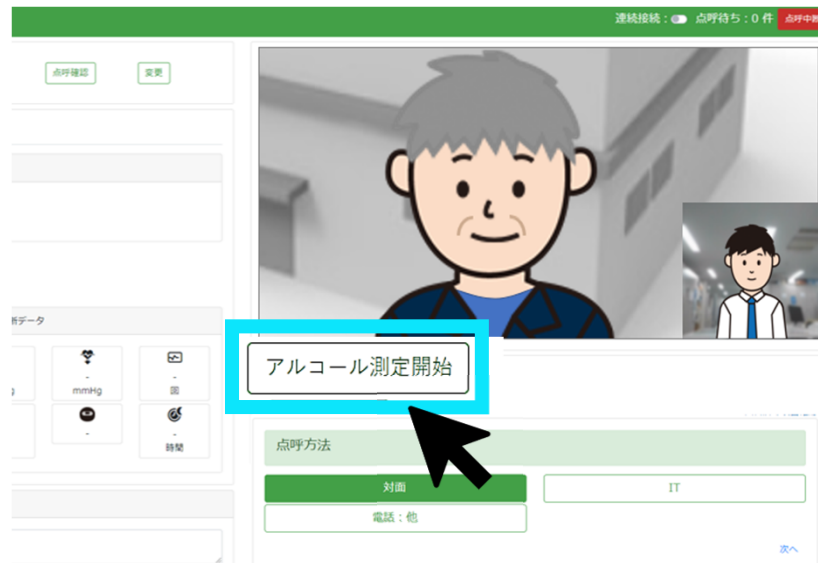 連続接続：
点呼待ち：0 件
点呼中断
点呼確認
変更
断データ
mmHg
-
回
-
-
時間
アルコール測定開始
点呼方法
対面
IT
電話：他
次へ